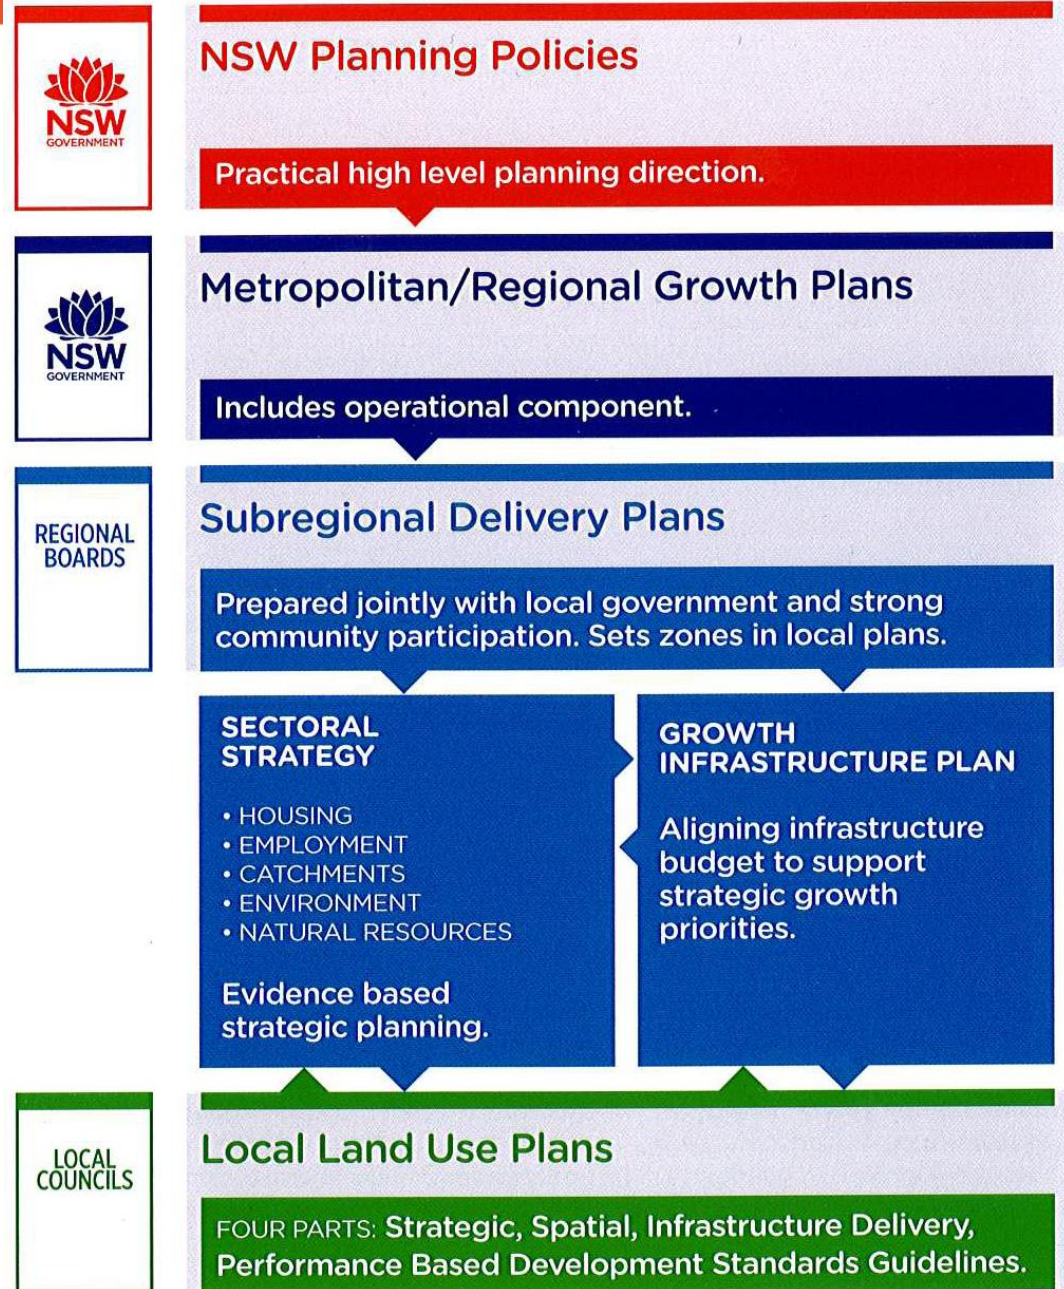 NSW
GOVERNMENT
NSW Planning Policies
Practical high level planning direction.
NSW
GOVERNMENT
Metropolitan/Regional Growth Plans
Includes operational component.
REGIONAL
BOARDS
Subregional Delivery Plans
Prepared jointly with local government and strong
community participation. Sets zones in local plans.
SECTORAL
STRATEGY
• HOUSING
• EMPLOYMENT
• CATCHMENTS
• ENVIRONMENT
• NATURAL RESOURCES
Evidence based
strategic planning.
GROWTH
INFRASTRUCTURE PLAN
Aligning infrastructure
budget to support
strategic growth
priorities.
LOCAL
COUNCILS
Local Land Use Plans
FOUR PARTS: Strategic, Spatial, Infrastructure Delivery,
Performance Based Development Standards Guidelines.